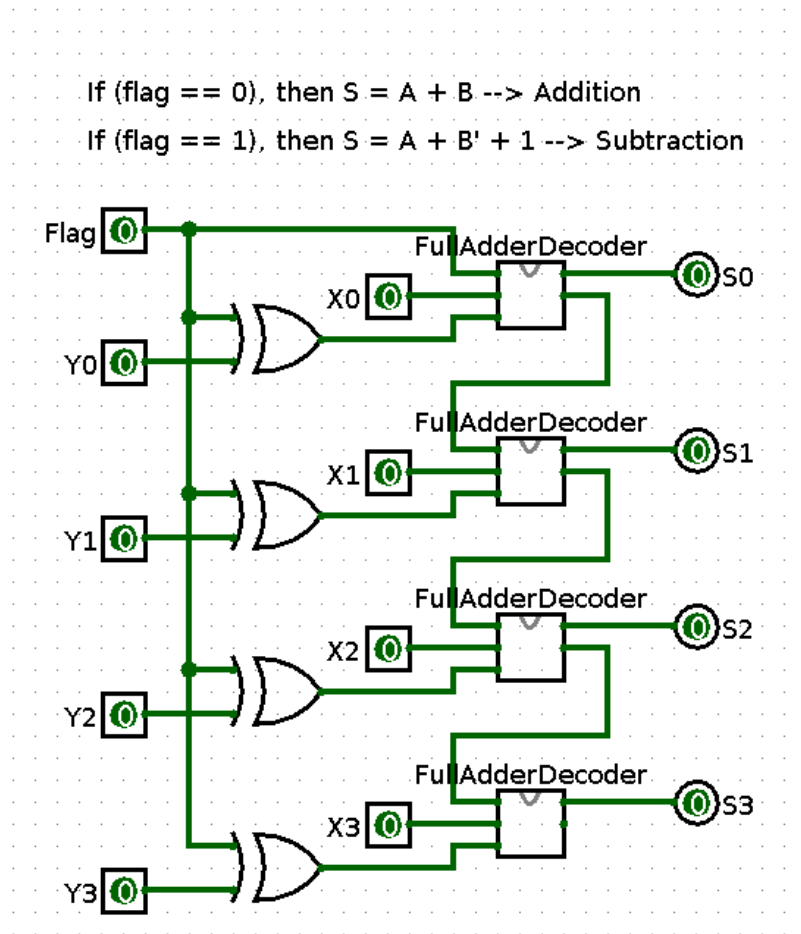 If (flag == 0), then S = A + B --> Addition
If (flag == 1), then S = A + B' + 1 --> Subtraction
Flag 0
FullAdderDecoder
X0 0
0 S0
Y0 0
FullAdderDecoder
X1 0
0 S1
Y1 0
FullAdderDecoder
X2 0
0 S2
Y2 0
FullAdderDecoder
X3 0
0 S3
Y3 0